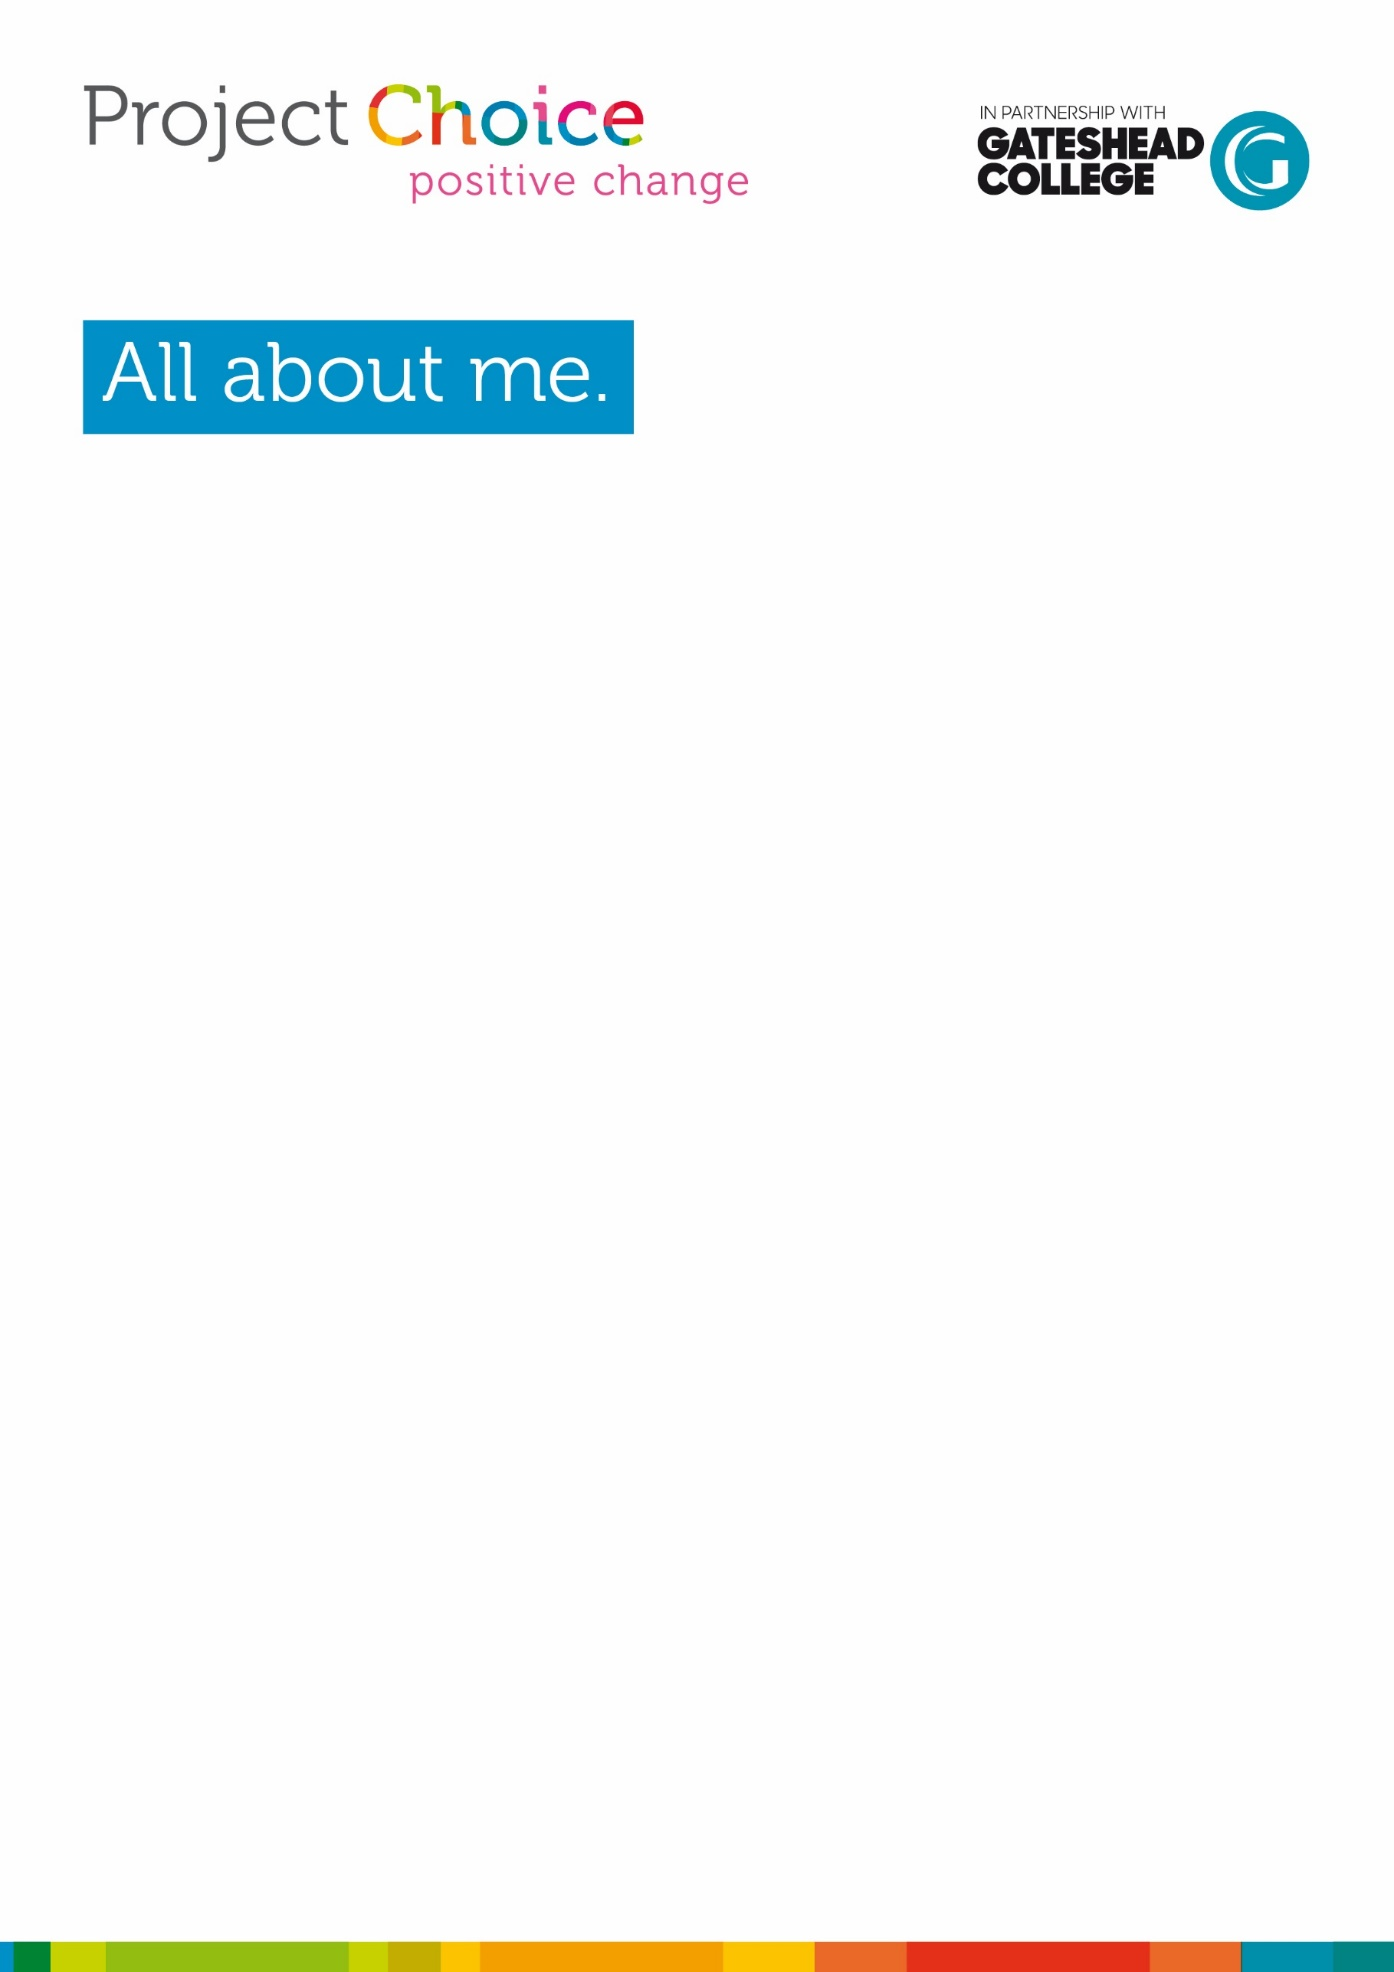 Project Choice
positive change
IN PARTNERSHIP WITH
GATESHEAD
COLLEGE
G
All about me.